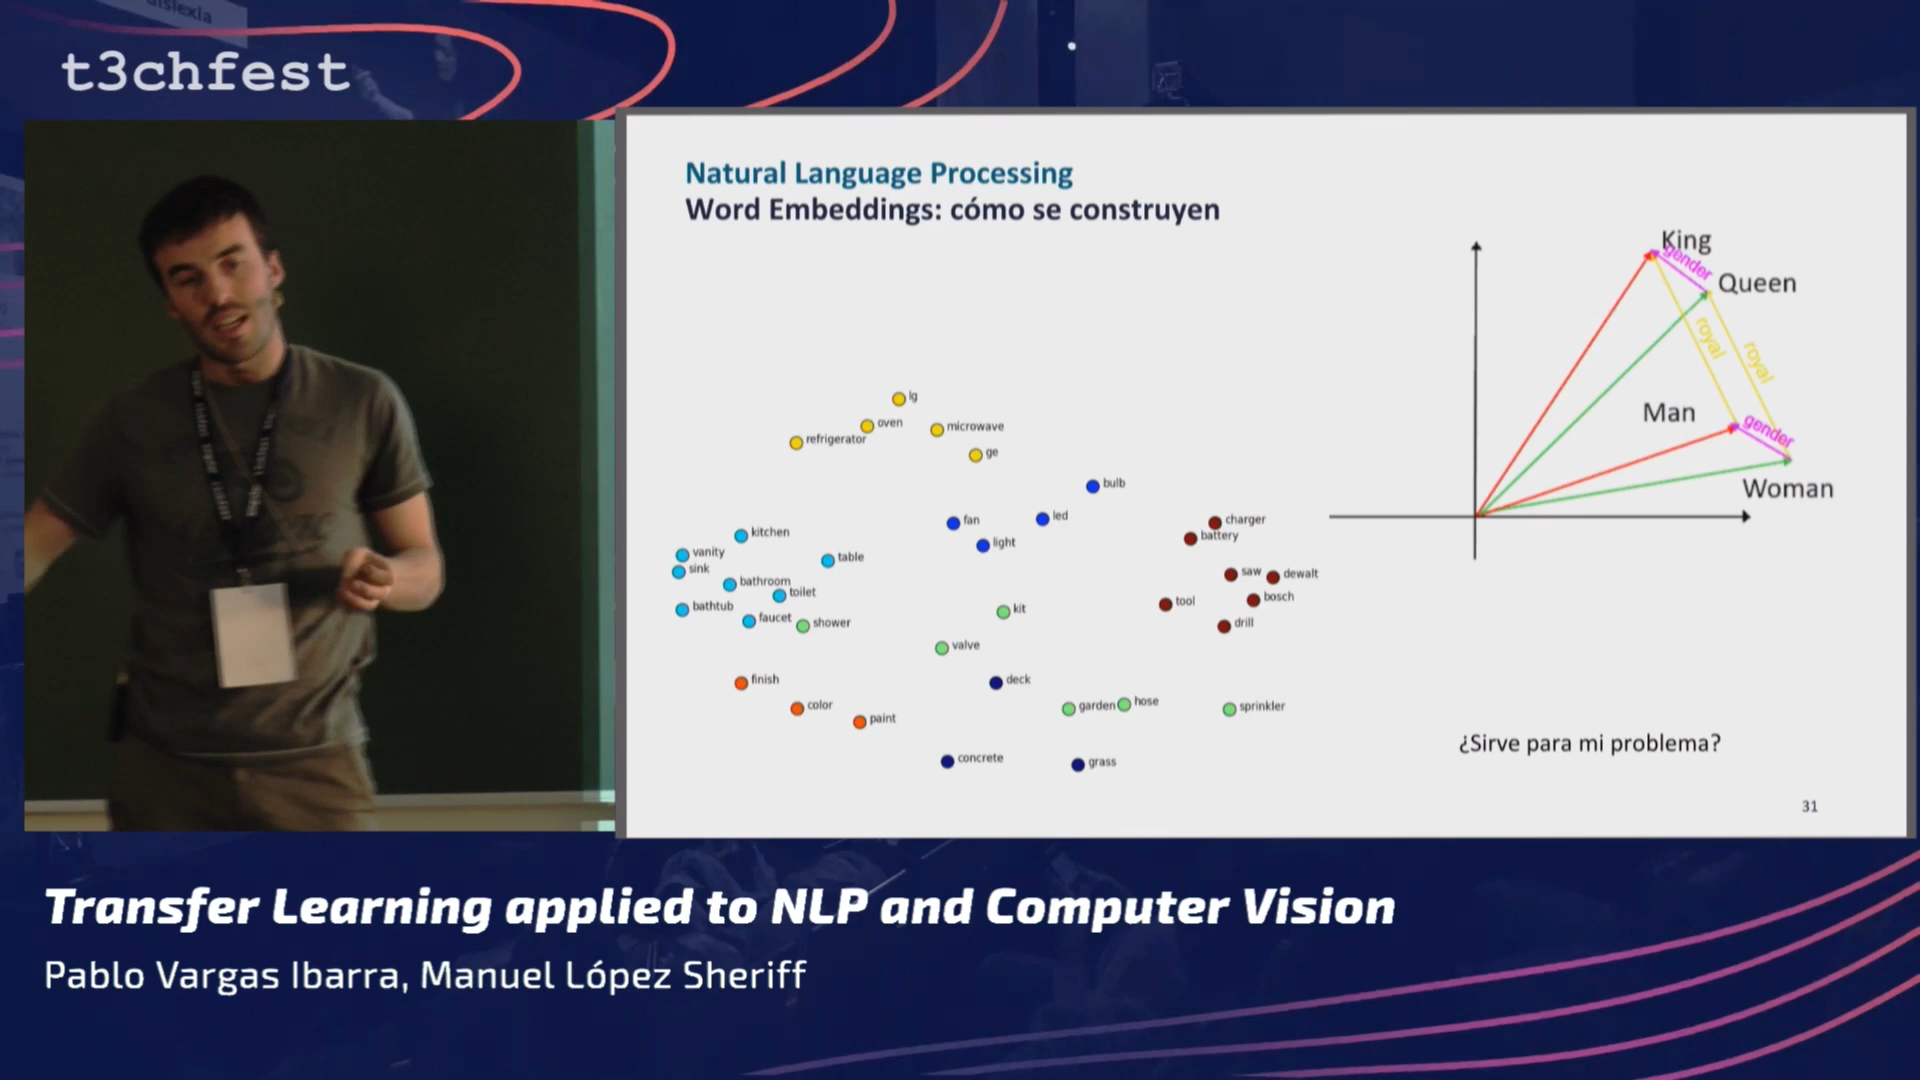 islexia
t3chfest
Natural Language Processing
Word Embeddings: cómo se construyen
King
gender
Queen
royal
royal
Man
gender
Woman
lg
oven
microwave
refrigerator
ge
bulb
fan
led
light
charger
battery
kitchen
vanity
table
sink
bathroom
toilet
bathtub
faucet
shower
saw
dewalt
tool
bosch
drill
kit
valve
finish
deck
color
paint
garden
hose
sprinkler
concrete
grass
¿Sirve para mi problema?
31
Transfer Learning applied to NLP and Computer Vision
Pablo Vargas Ibarra, Manuel López Sheriff